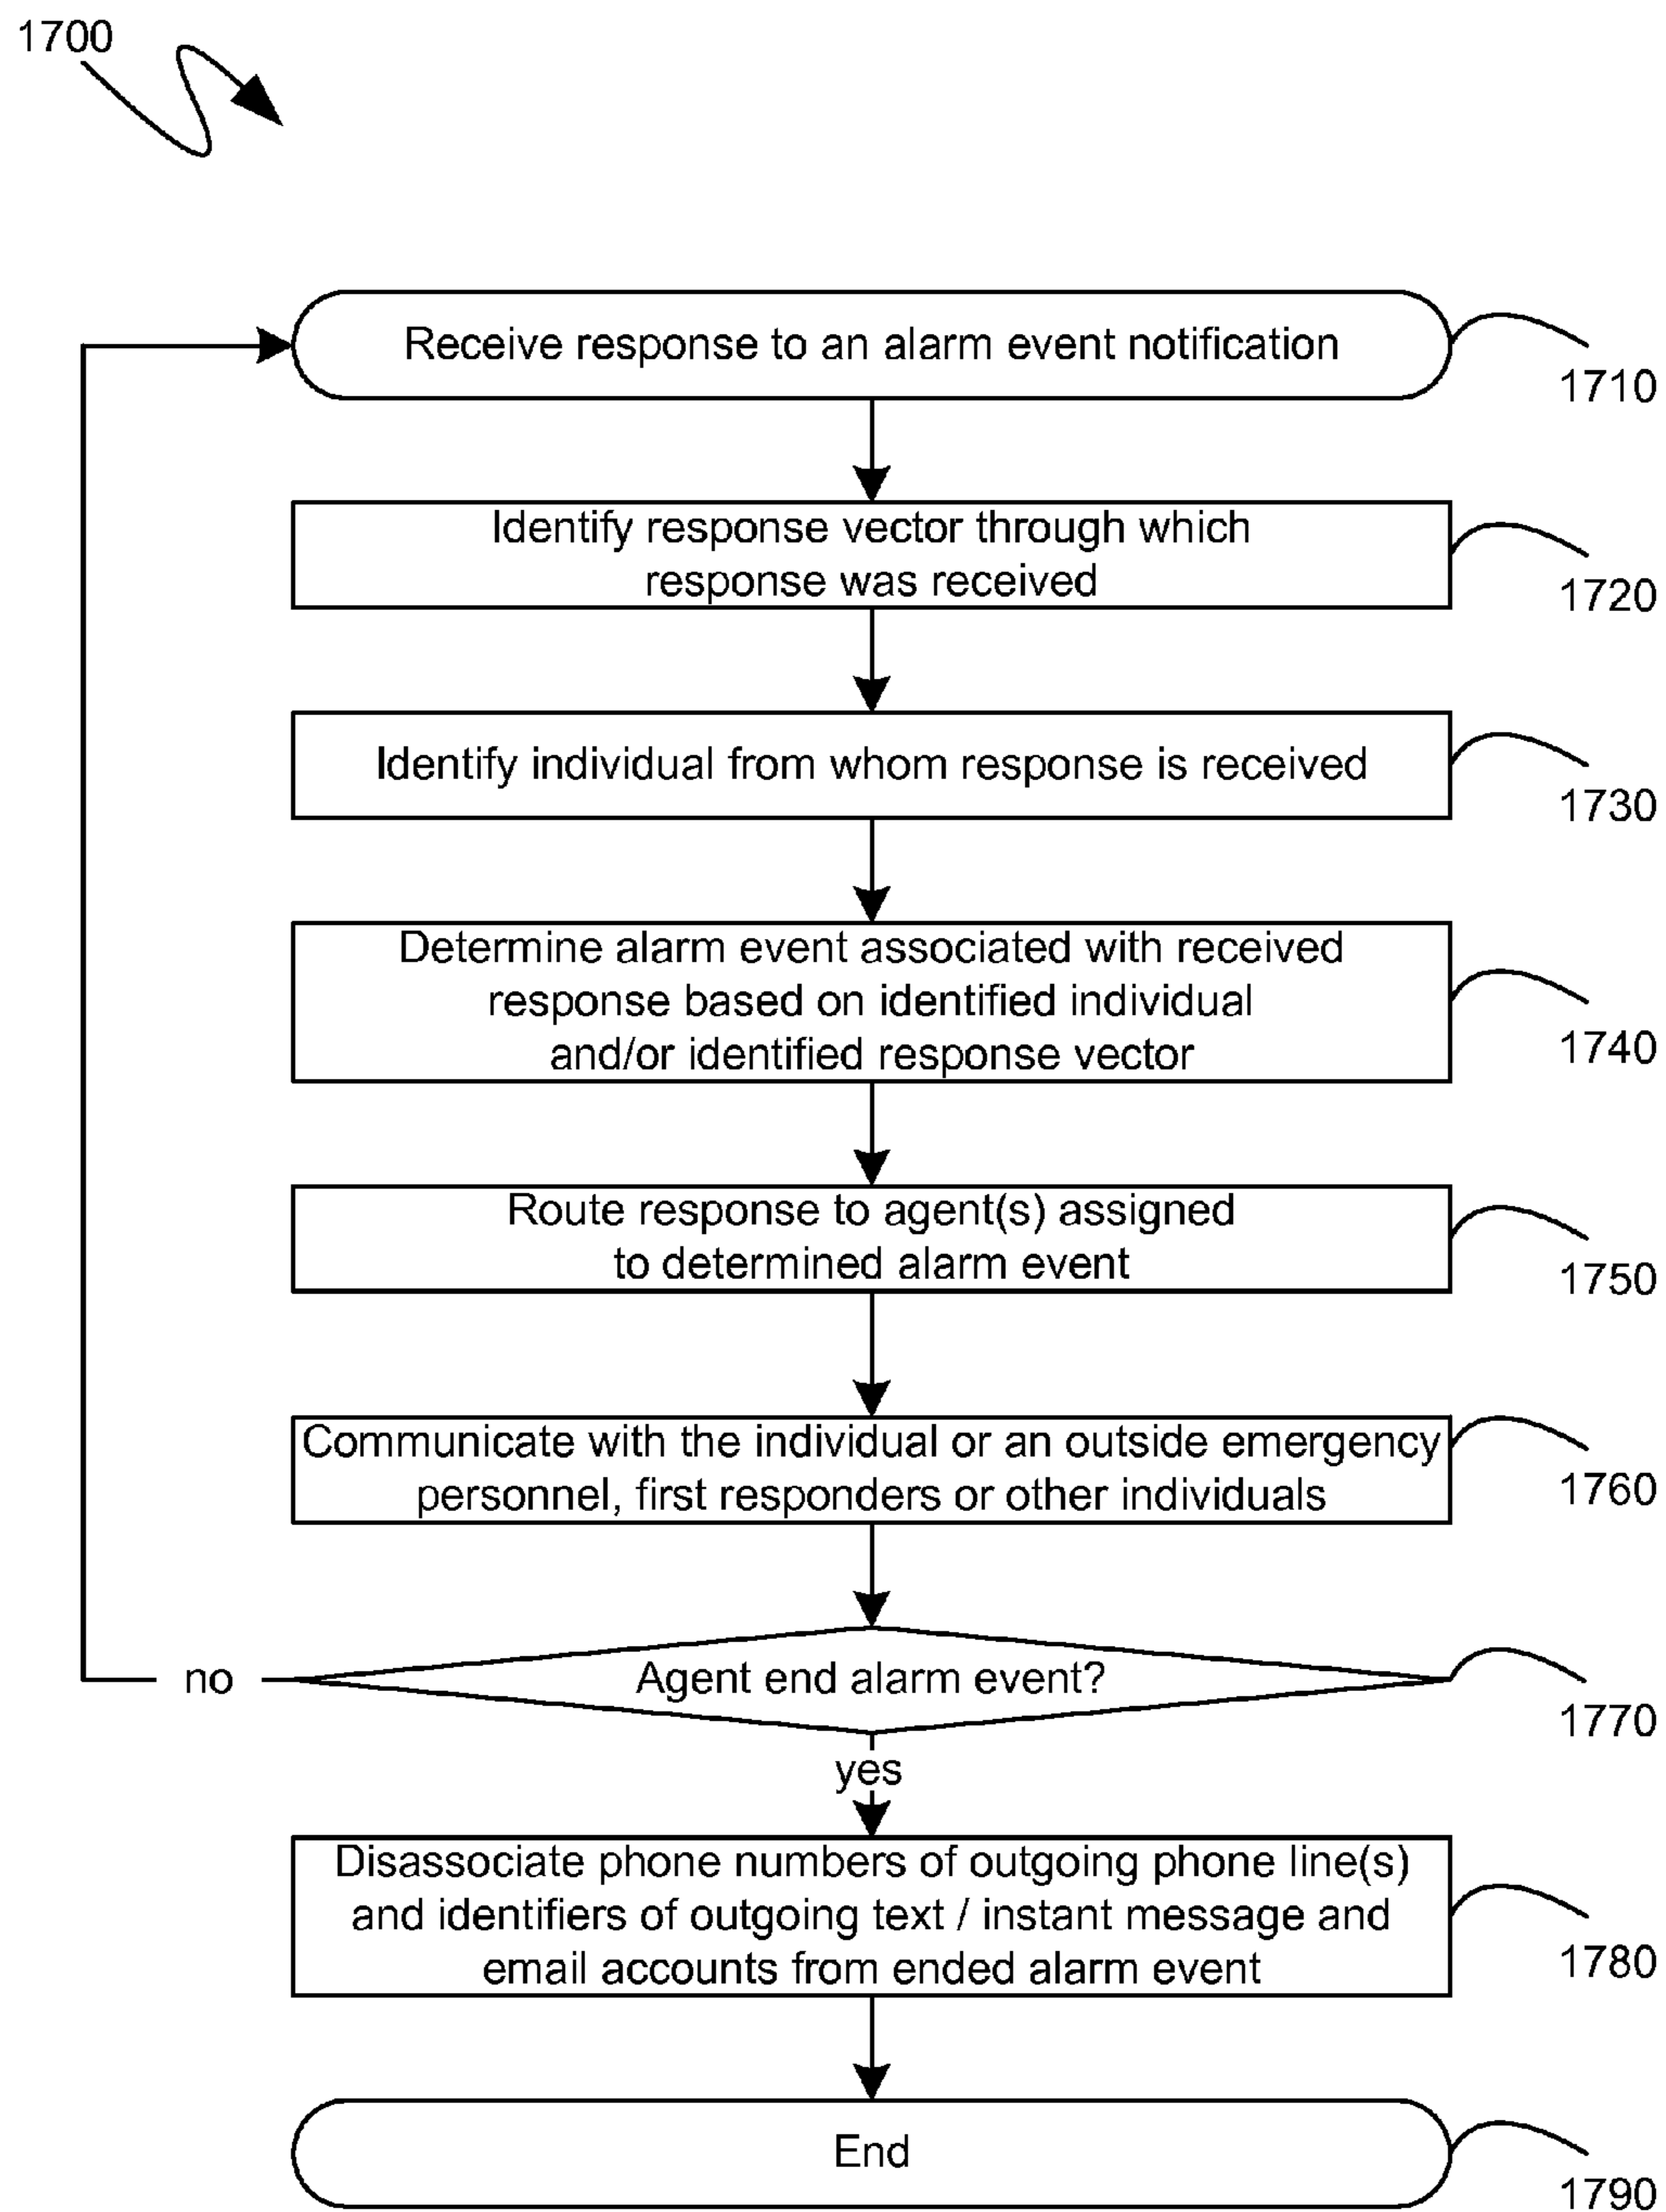 1700
Receive response to an alarm event notification
1710
Identify response vector through which
response was received
1720
Identify individual from whom response is received
1730
Determine alarm event associated with received
response based on identified individual
and/or identified response vector
1740
Route response to agent(s) assigned
to determined alarm event
1750
Communicate with the individual or an outside emergency
personnel, first responders or other individuals
1760
Agent end alarm event?
no
1770
yes
Disassociate phone numbers of outgoing phone line(s)
and identifiers of outgoing text / instant message and
email accounts from ended alarm event
1780
End
1790